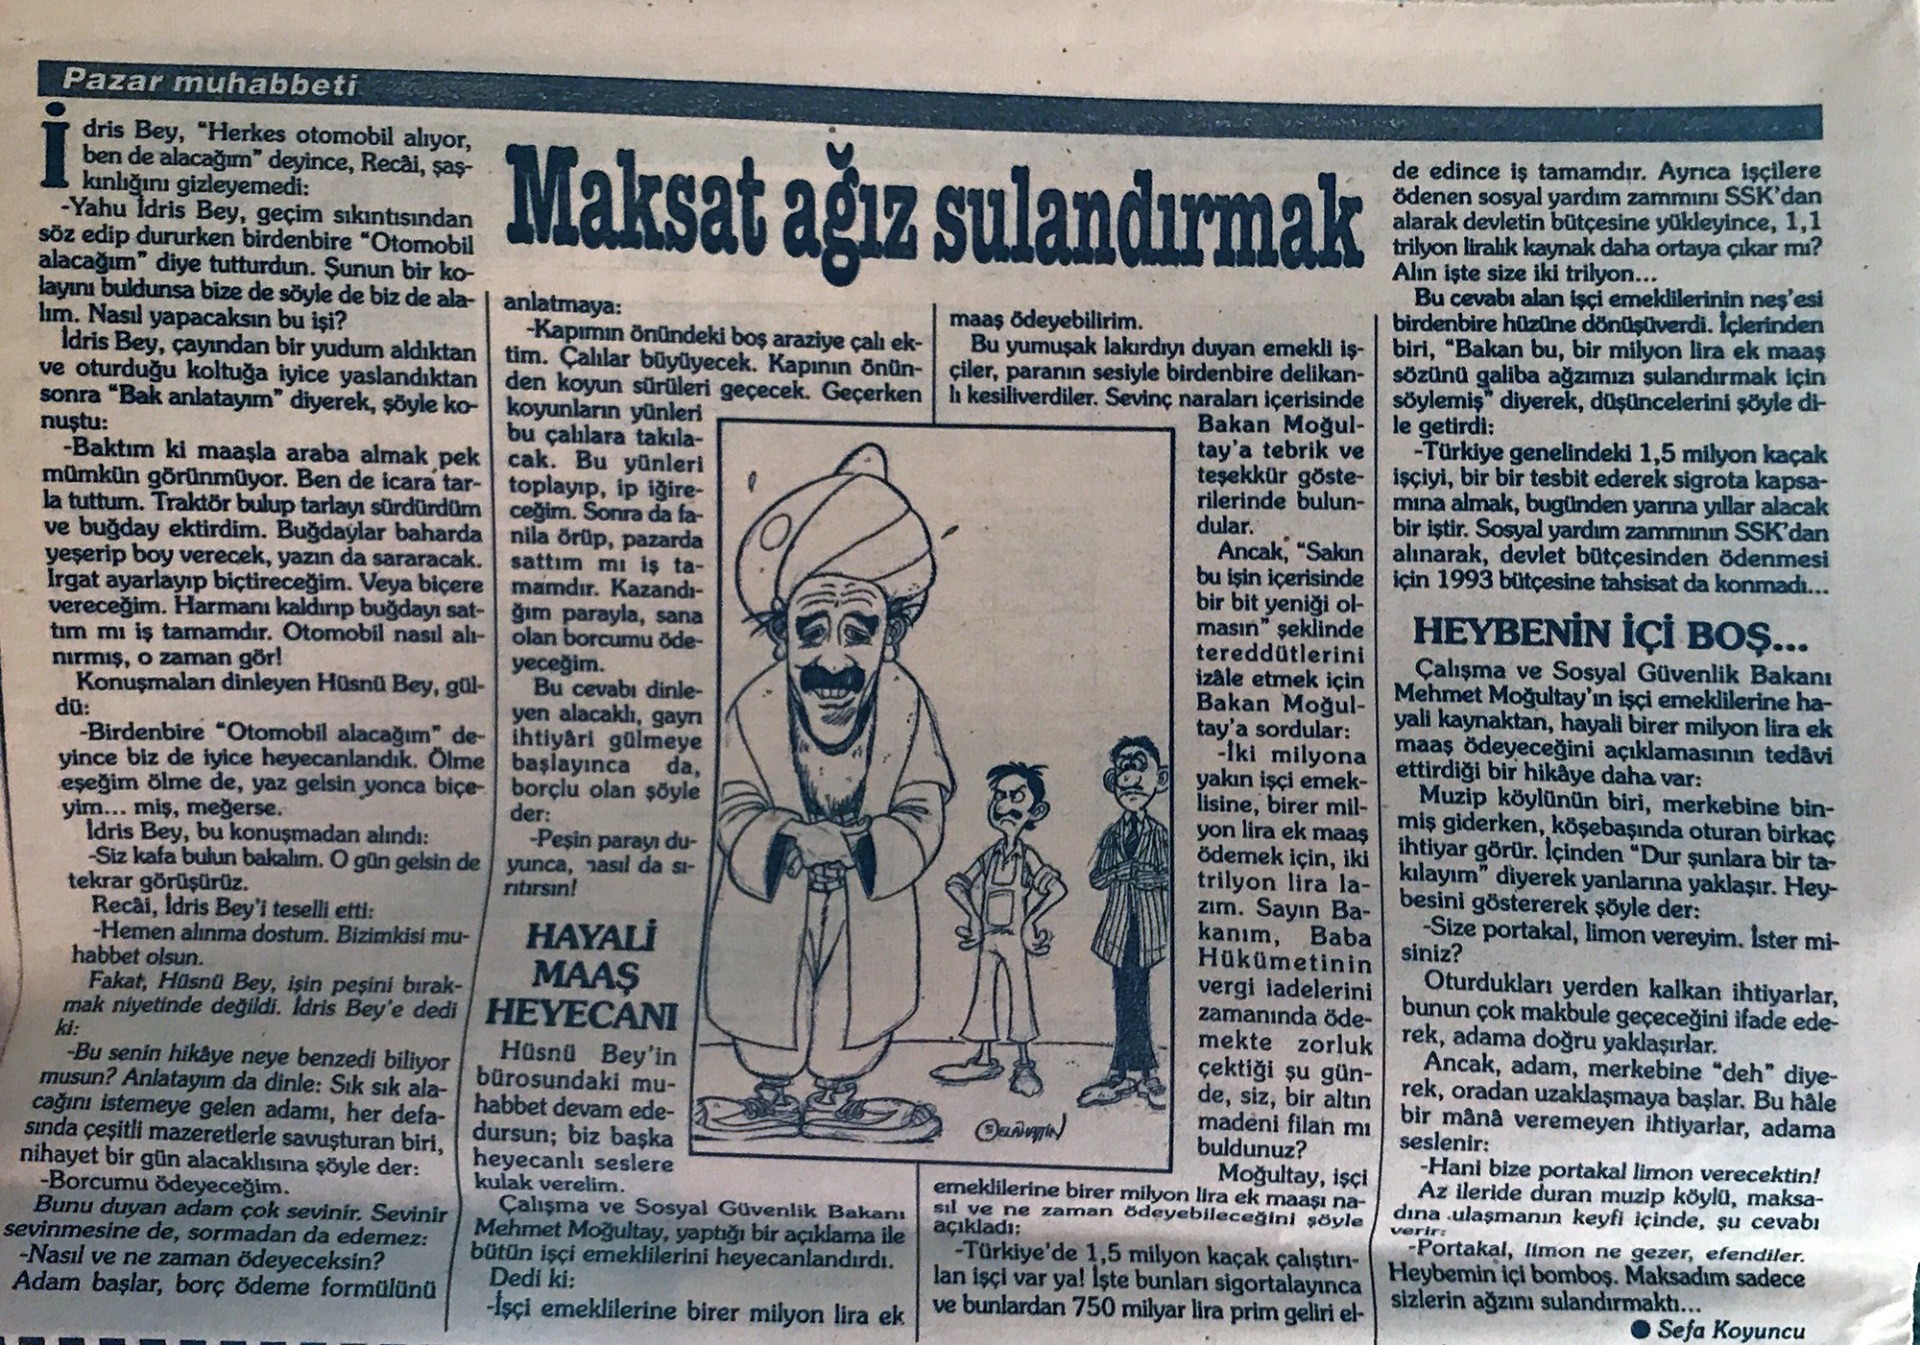 Pazar muhabbeti
Maksat ağız sulandırmak
İdris Bey, “Herkes otomobil alıyor,
ben de alacağım” deyince, Recâi, şaş-
kınlığını gizleyemedi:
-Yahu İdris Bey, geçim sıkıntısından
söz edip dururken birdenbire “Otomobil
alacağım” diye tutturdun. Şunun bir ko-
layını buldunsa bize de söyle de biz de ala-
lım. Nasıl yapacaksın bu işi?
İdris Bey, çayından bir yudum aldıktan
ve oturduğu koltuğa iyice yaslandıktan
sonra “Bak anlatayım” diyerek, şöyle ko-
nuştu:
-Baktım ki maaşla araba almak pek
mümkün görünmüyor. Ben de icara tar-
la tuttum. Traktör bulup tarlayı sürdürdüm
ve buğday ektirdim. Buğdaylar baharda
yeşerip boy verecek, yazın da sararacak.
Irgat ayarlayıp biçtireceğim. Veya biçere
vereceğim. Harmanı kaldırıp buğdayı sat-
tım mı iş tamamdır. Otomobil nasıl alı-
nırmış, o zaman gör!
Konuşmaları dinleyen Hüsnü Bey, gül-
dü:
-Birdenbire “Otomobil alacağım” de-
yince biz de iyice heyecanlandık. Ölme
eşeğim ölme de, yaz gelsin yonca biçe-
yim... miş, meğerse.
İdris Bey, bu konuşmadan alındı:
-Siz kafa bulun bakalım. O gün gelsin de
tekrar görüşürüz.
Recâi, İdris Bey’i teselli etti:
-Hemen alınma dostum. Bizimkisi mu-
habbet olsun.
Fakat, Hüsnü Bey, işin peşini bırak-
mak niyetinde değildi. İdris Bey’e dedi
ki:
-Bu senin hikâye neye benzedi biliyor
musun? Anlatayım da dinle: Sık sık ala-
cağını istemeye gelen adamı, her defa-
sında çeşitli mazeretlerle savuşturan biri,
nihayet bir gün alacaklısına şöyle der:
-Borcumu ödeyeceğim.
Bunu duyan adam çok sevinir. Sevinir
sevinmesine de, sormadan da edemez:
-Nasıl ve ne zaman ödeyeceksin?
Adam başlar, borç ödeme formülünü
anlatmaya:
-Kapımın önündeki boş araziye çalı ek-
tim. Çalılar büyüyecek. Kapının önün-
den koyun sürüleri geçecek. Geçerken
koyunların yünleri
bu çalılara takıla-
cak. Bu yünleri
toplayıp, ip iğire-
ceğim. Sonra da fa-
nila örüp, pazarda
sattım mı iş ta-
mamdır. Kazandı-
ğım parayla, sana
olan borcumu öde-
yeceğim.
Bu cevabı dinle-
yen alacaklı, gayrı
ihtiyâri gülmeye
başlayınca da,
borçlu olan şöyle
der:
-Peşin parayı du-
yunca, nasıl da sı-
rıtırsın!
HAYALİ
MAAŞ
HEYECANI
Hüsnü Bey’in
bürosundaki mu-
habbet devam ede-
dursun; biz başka
heyecanlı seslere
kulak verelim.
Çalışma ve Sosyal Güvenlik Bakanı
Mehmet Moğultay, yaptığı bir açıklama ile
bütün işçi emeklilerini heyecanlandırdı.
Dedi ki:
-İşçi emeklilerine birer milyon lira ek
maaş ödeyebilirim.
Bu yumuşak lakırdıyı duyan emekli iş-
çiler, paranın sesiyle birdenbire delikan-
lı kesiliverdiler. Sevinç naraları içerisinde
Bakan Moğul-
tay’a tebrik ve
teşekkür göste-
rilerinde bulun-
dular.
Ancak, “Sakın
bu işin içerisinde
bir bit yeniği ol-
masın” şeklinde
tereddütlerini
izâle etmek için
Bakan Moğul-
tay’a sordular:
-İki milyona
yakın işçi emek-
lisine, birer mil-
yon lira ek maaş
ödemek için, iki
trilyon lira la-
zım. Sayın Ba-
kanım, Baba
Hükümetinin
vergi iadelerini
zamanında öde-
mekte zorluk
çektiği şu gün-
de, siz, bir altın
madeni filan mı
buldunuz?
Moğultay, işçi
emeklilerine birer milyon lira ek maaşı na-
sıl ve ne zaman ödeyebileceğini şöyle
açıkladı:
-Türkiye’de 1,5 milyon kaçak çalıştırı-
lan işçi var ya! İşte bunları sigortalayınca
ve bunlardan 750 milyar lira prim geliri el-
SELAHATTİN
de edince iş tamamdır. Ayrıca işçilere
ödenen sosyal yardım zammını SSK’dan
alarak devletin bütçesine yükleyince, 1,1
trilyon liralık kaynak daha ortaya çıkar mı?
Alın işte size iki trilyon...
Bu cevabı alan işçi emeklilerinin neş’esi
birdenbire hüzüne dönüşüverdi. İçlerinden
biri, “Bakan bu, bir milyon lira ek maaş
sözünü galiba ağzımızı sulandırmak için
söylemiş” diyerek, düşüncelerini şöyle di-
le getirdi:
-Türkiye genelindeki 1,5 milyon kaçak
işçiyi, bir bir tesbit ederek sigrota kapsa-
mına almak, bugünden yarına yıllar alacak
bir iştir. Sosyal yardım zammının SSK’dan
alınarak, devlet bütçesinden ödenmesi
için 1993 bütçesine tahsisat da konmadı...
HEYBENİN İÇİ BOŞ...
Çalışma ve Sosyal Güvenlik Bakanı
Mehmet Moğultay’ın işçi emeklilerine ha-
yali kaynaktan, hayali birer milyon lira ek
maaş ödeyeceğini açıklamasının tedâvi
ettirdiği bir hikâye daha var:
Muzip köylünün biri, merkebine bin-
miş giderken, köşebaşında oturan birkaç
ihtiyar görür. İçinden “Dur şunlara bir ta-
kılayım” diyerek yanlarına yaklaşır. Hey-
besini göstererek şöyle der:
-Size portakal, limon vereyim. İster mi-
siniz?
Oturdukları yerden kalkan ihtiyarlar,
bunun çok makbule geçeceğini ifade ede-
rek, adama doğru yaklaşırlar.
Ancak, adam, merkebine “deh” diye-
rek, oradan uzaklaşmaya başlar. Bu hâle
bir mânâ veremeyen ihtiyarlar, adama
seslenir:
-Hani bize portakal limon verecektin!
Az ileride duran muzip köylü, maksa-
dına ulaşmanın keyfi içinde, şu cevabı
verir:
-Portakal, limon ne gezer, efendiler.
Heybemin içi bomboş. Maksadım sadece
sizlerin ağzını sulandırmaktı...
● Sefa Koyuncu